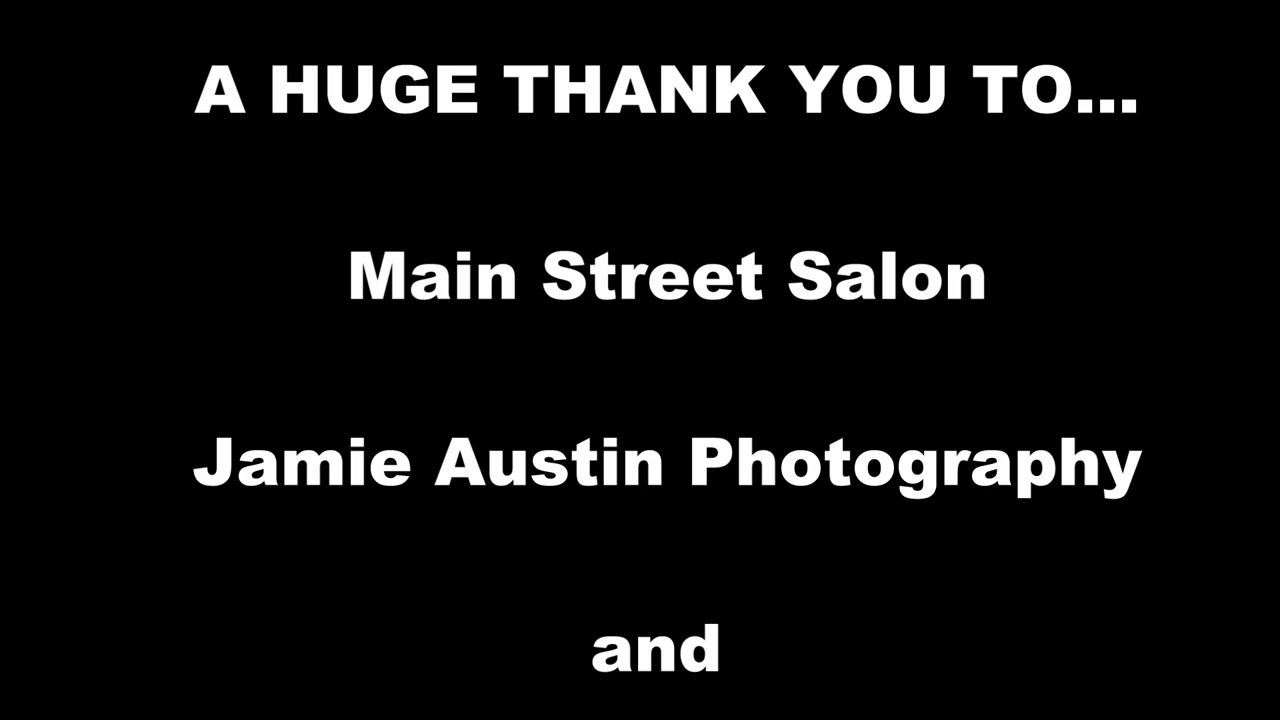 A HUGE THANK YOU TO...
Main Street Salon
Jamie Austin Photography
and